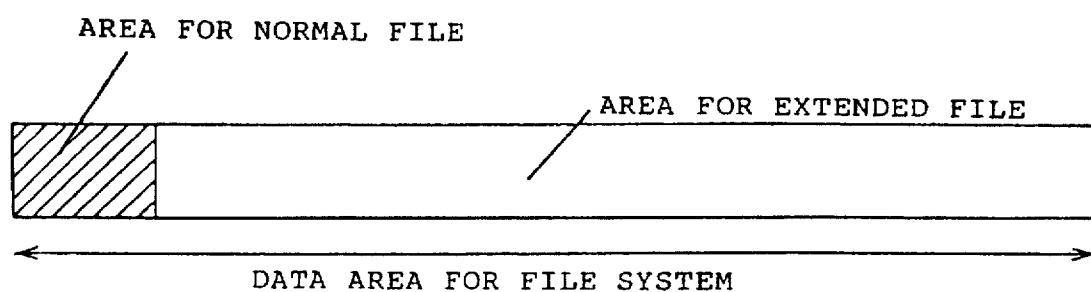 AREA FOR NORMAL FILE
AREA FOR EXTENDED FILE
DATA AREA FOR FILE SYSTEM